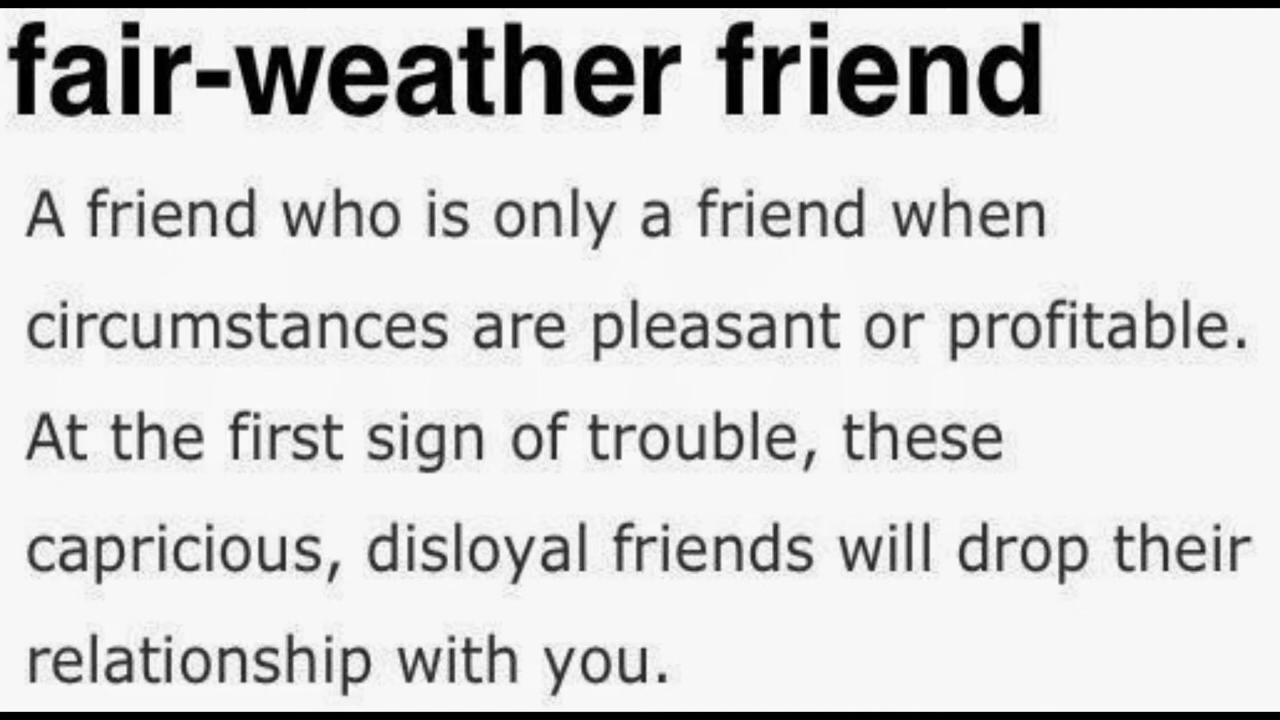 fair-weather friend
A friend who is only a friend when
circumstances are pleasant or profitable.
At the first sign of trouble, these
capricious, disloyal friends will drop their
relationship with you.